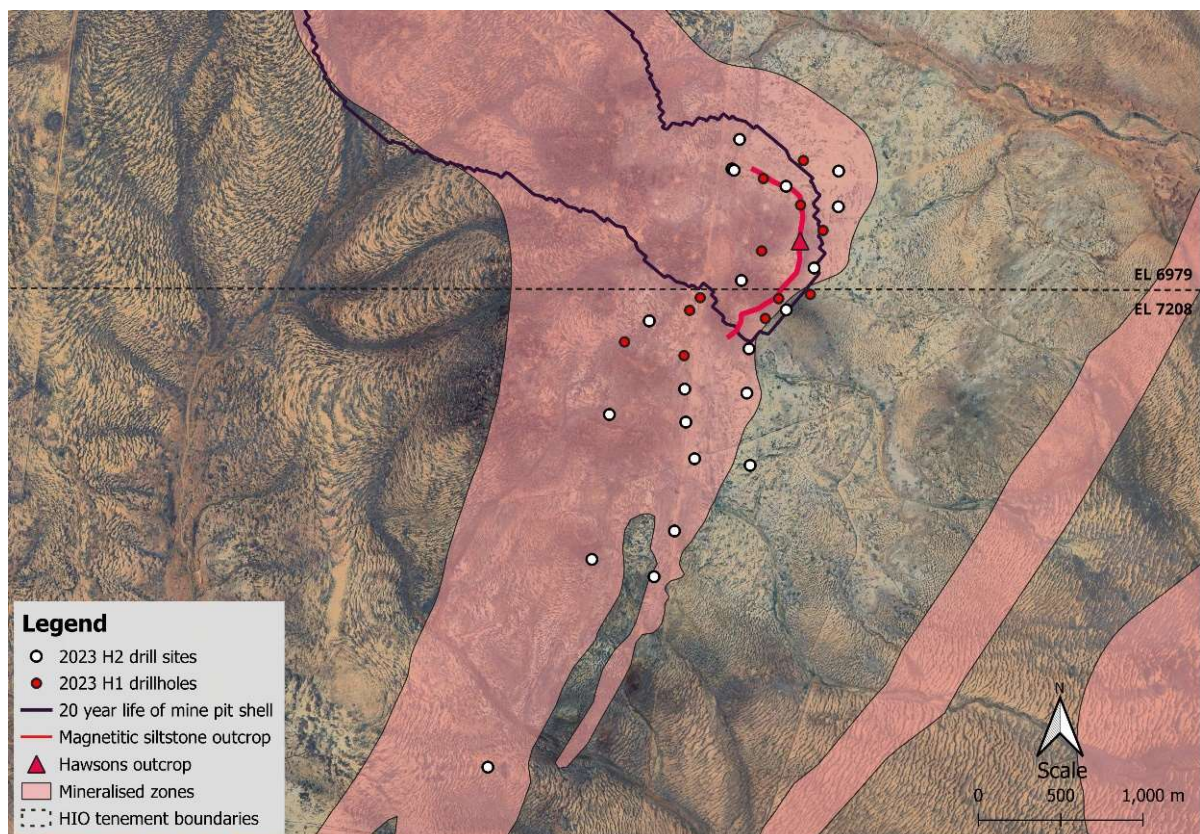 EL 6979
EL 7208
Legend
2023 H2 drill sites
2023 H1 drillholes
20 year life of mine pit shell
Magnetitic siltstone outcrop
Hawsons outcrop
Mineralised zones
HIO tenement boundaries
N
Scale
0 500 1,000 m